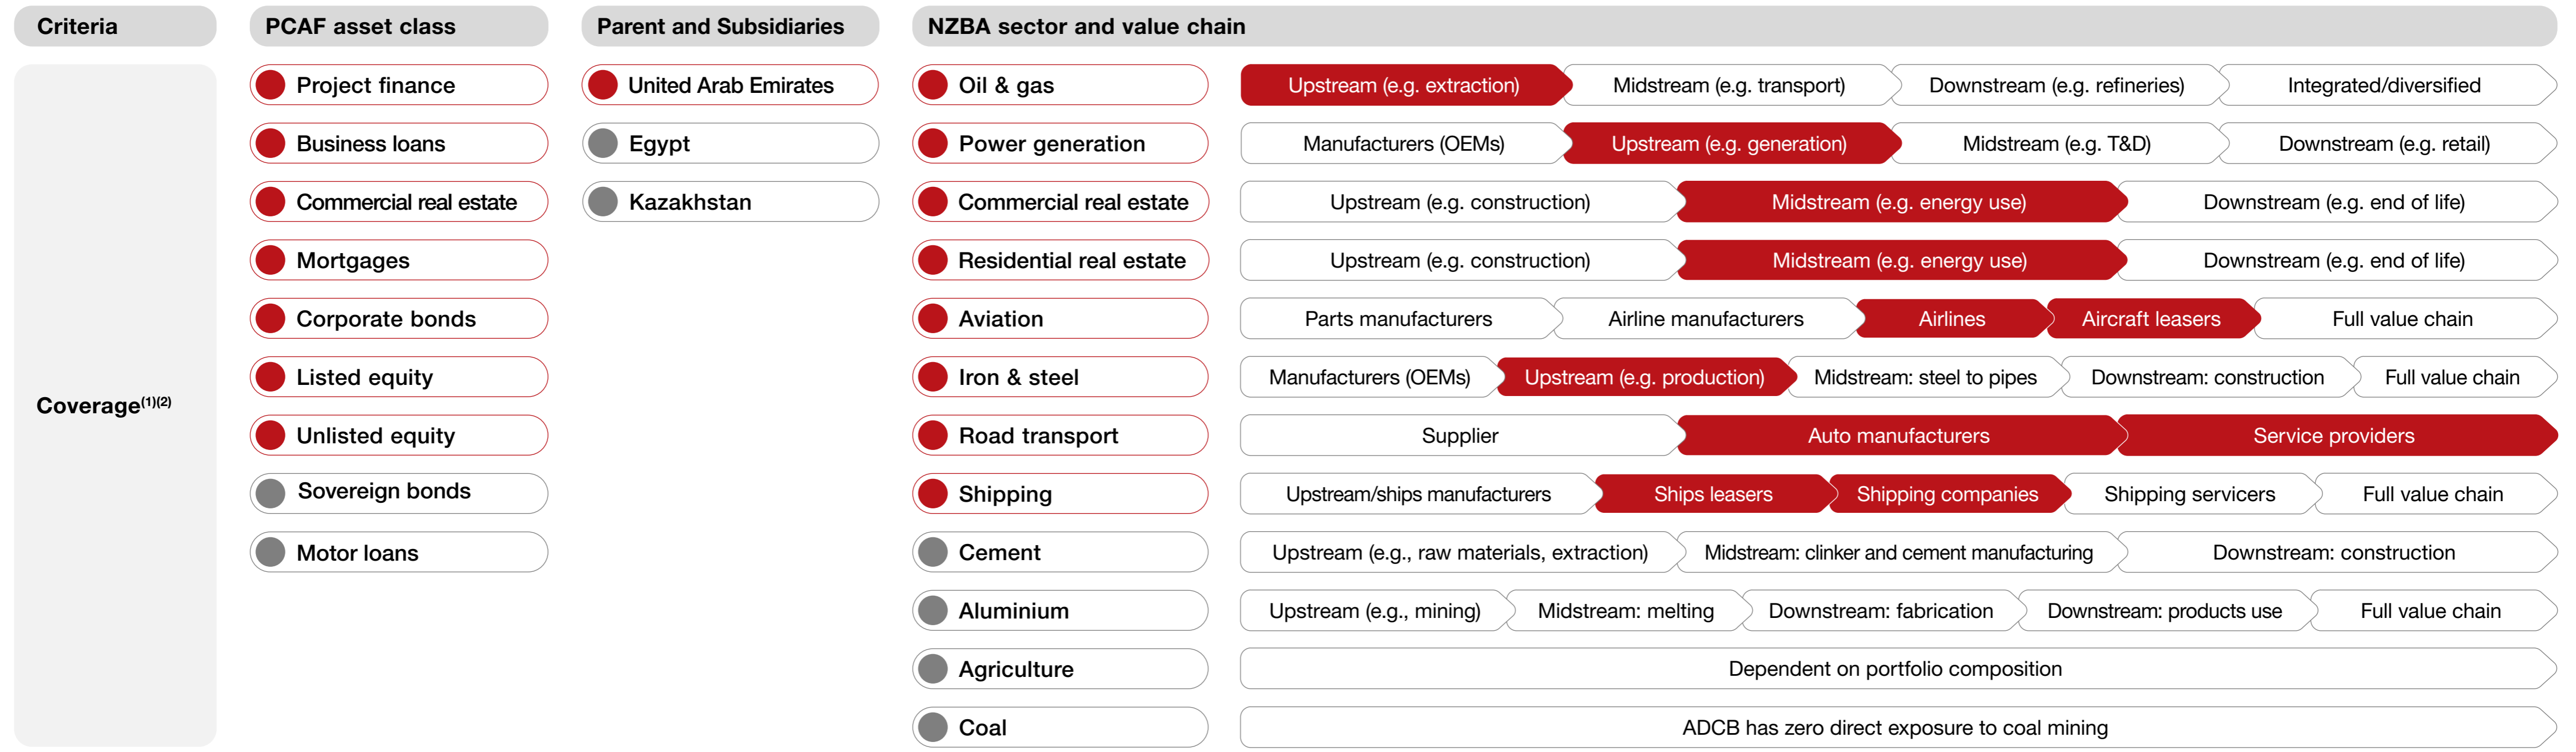 Criteria
PCAF asset class
Parent and Subsidiaries
NZBA sector and value chain
Coverage(1)(2)
Project finance
Business loans
Commercial real estate
Mortgages
Corporate bonds
Listed equity
Unlisted equity
Sovereign bonds
Motor loans
United Arab Emirates
Egypt
Kazakhstan
Oil & gas
Upstream (e.g. extraction)
Midstream (e.g. transport)
Downstream (e.g. refineries)
Integrated/diversified
Power generation
Manufacturers (OEMs)
Upstream (e.g. generation)
Midstream (e.g. T&D)
Downstream (e.g. retail)
Commercial real estate
Upstream (e.g. construction)
Midstream (e.g. energy use)
Downstream (e.g. end of life)
Residential real estate
Upstream (e.g. construction)
Midstream (e.g. energy use)
Downstream (e.g. end of life)
Aviation
Parts manufacturers
Airline manufacturers
Airlines
Aircraft leasers
Full value chain
Iron & steel
Manufacturers (OEMs)
Upstream (e.g. production)
Midstream: steel to pipes
Downstream: construction
Full value chain
Road transport
Supplier
Auto manufacturers
Service providers
Shipping
Upstream/ships manufacturers
Ships leasers
Shipping companies
Shipping servicers
Full value chain
Cement
Upstream (e.g., raw materials, extraction)
Midstream: clinker and cement manufacturing
Downstream: construction
Aluminium
Upstream (e.g., mining)
Midstream: melting
Downstream: fabrication
Downstream: products use
Full value chain
Agriculture
Dependent on portfolio composition
Coal
ADCB has zero direct exposure to coal mining